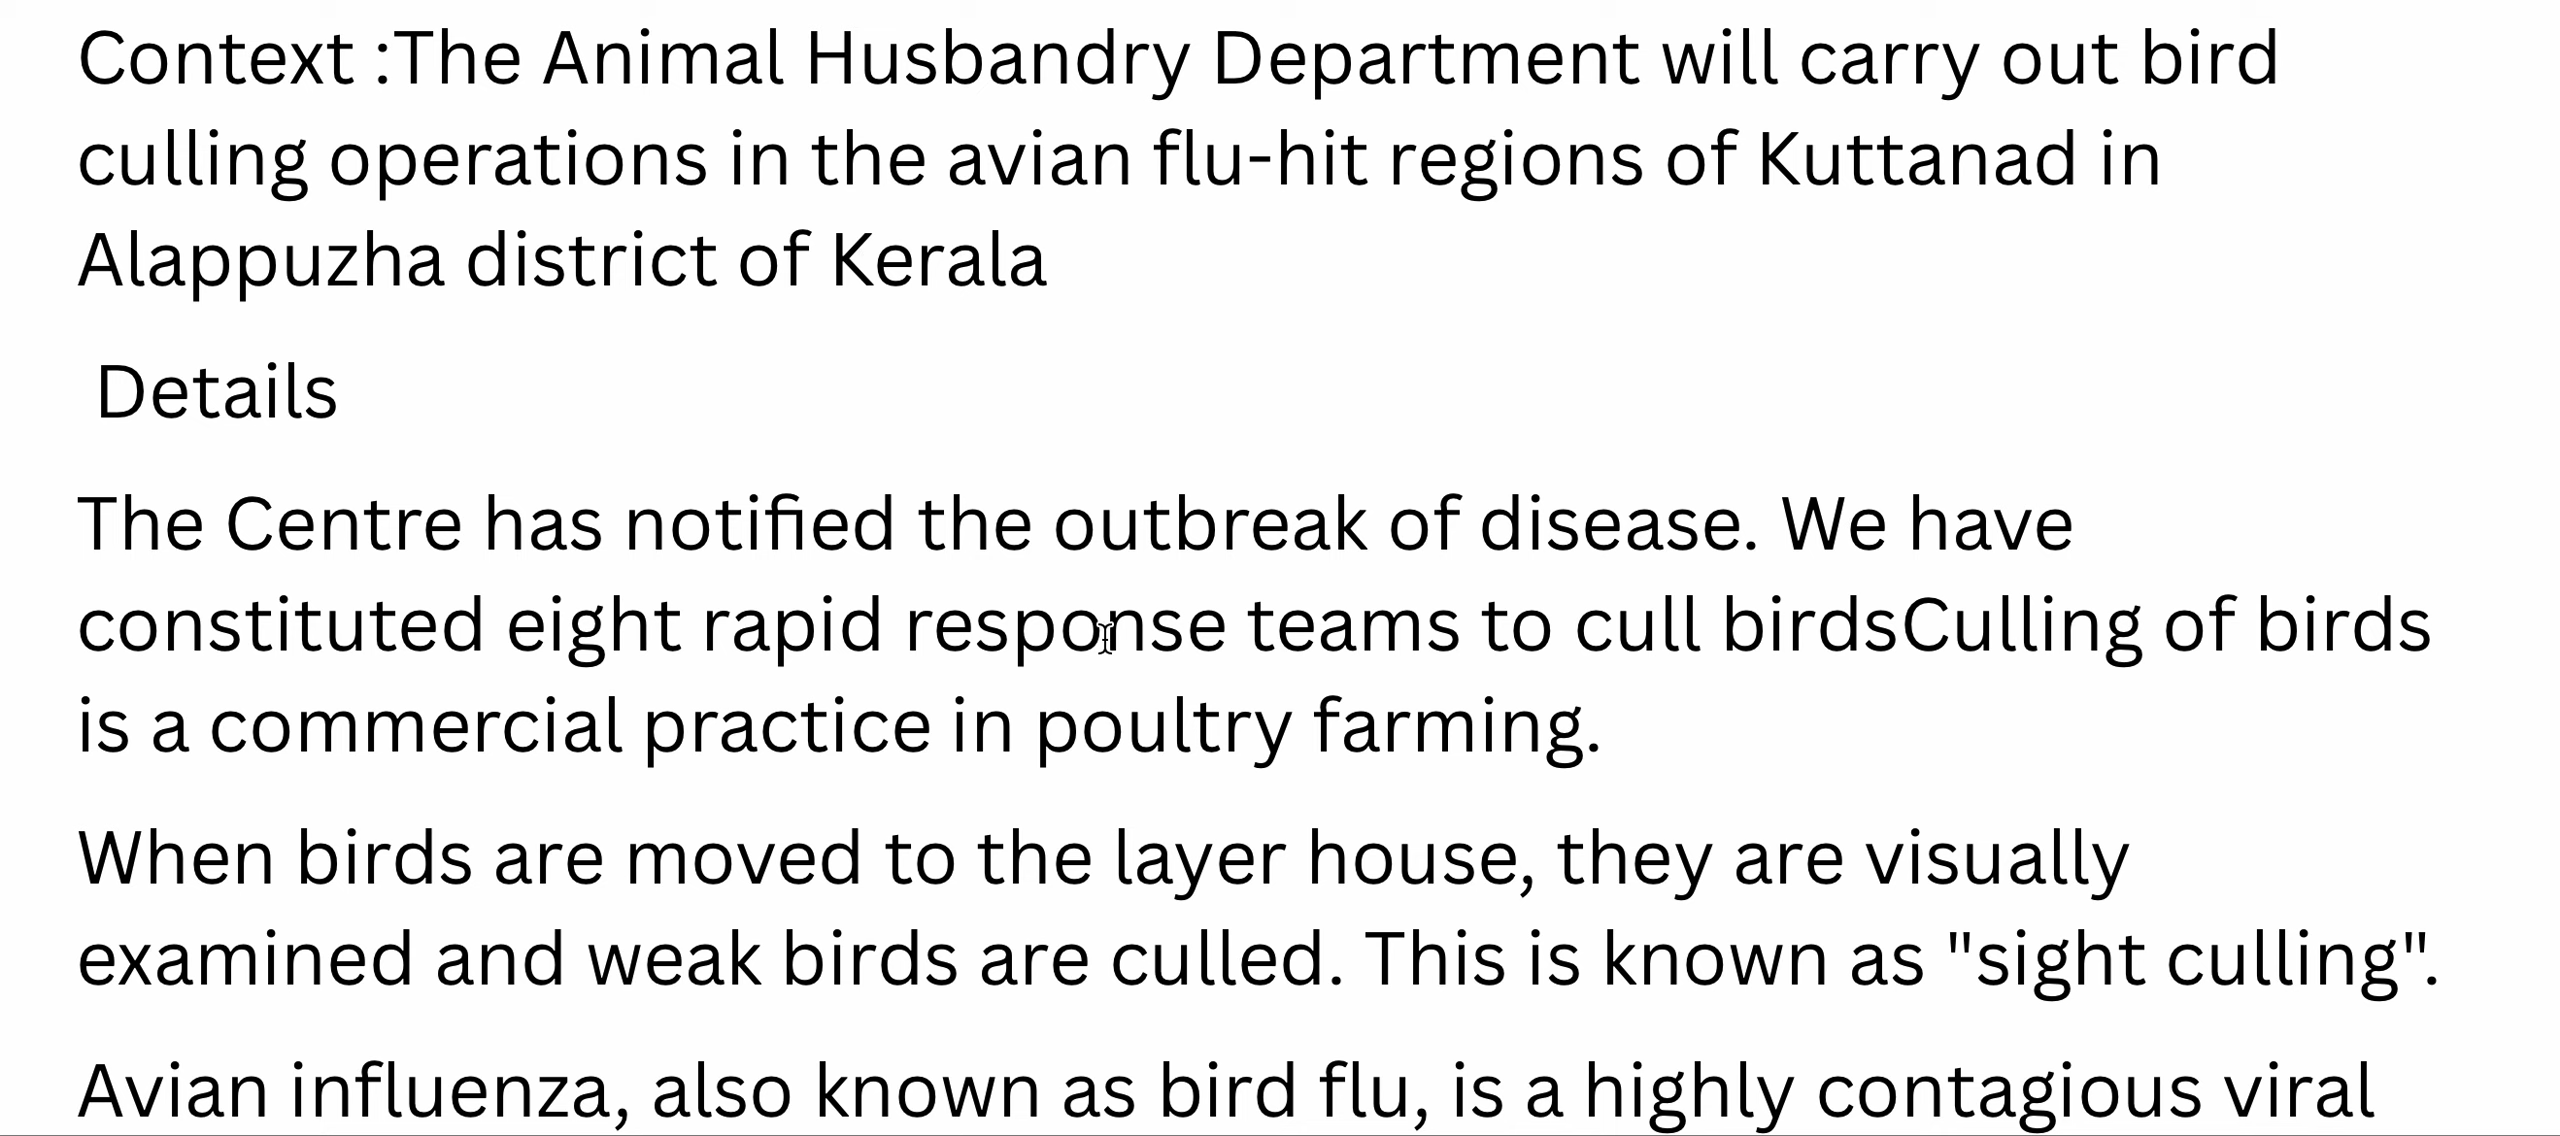 Context :The Animal Husbandry Department will carry out bird
culling operations in the avian flu-hit regions of Kuttanad in
Alappuzha district of Kerala
Details
The Centre has notified the outbreak of disease. We have
constituted eight rapid response teams to cull birdsCulling of birds
is a commercial practice in poultry farming.
When birds are moved to the layer house, they are visually
examined and weak birds are culled. This is known as "sight culling".
Avian influenza, also known as bird flu, is a highly contagious viral